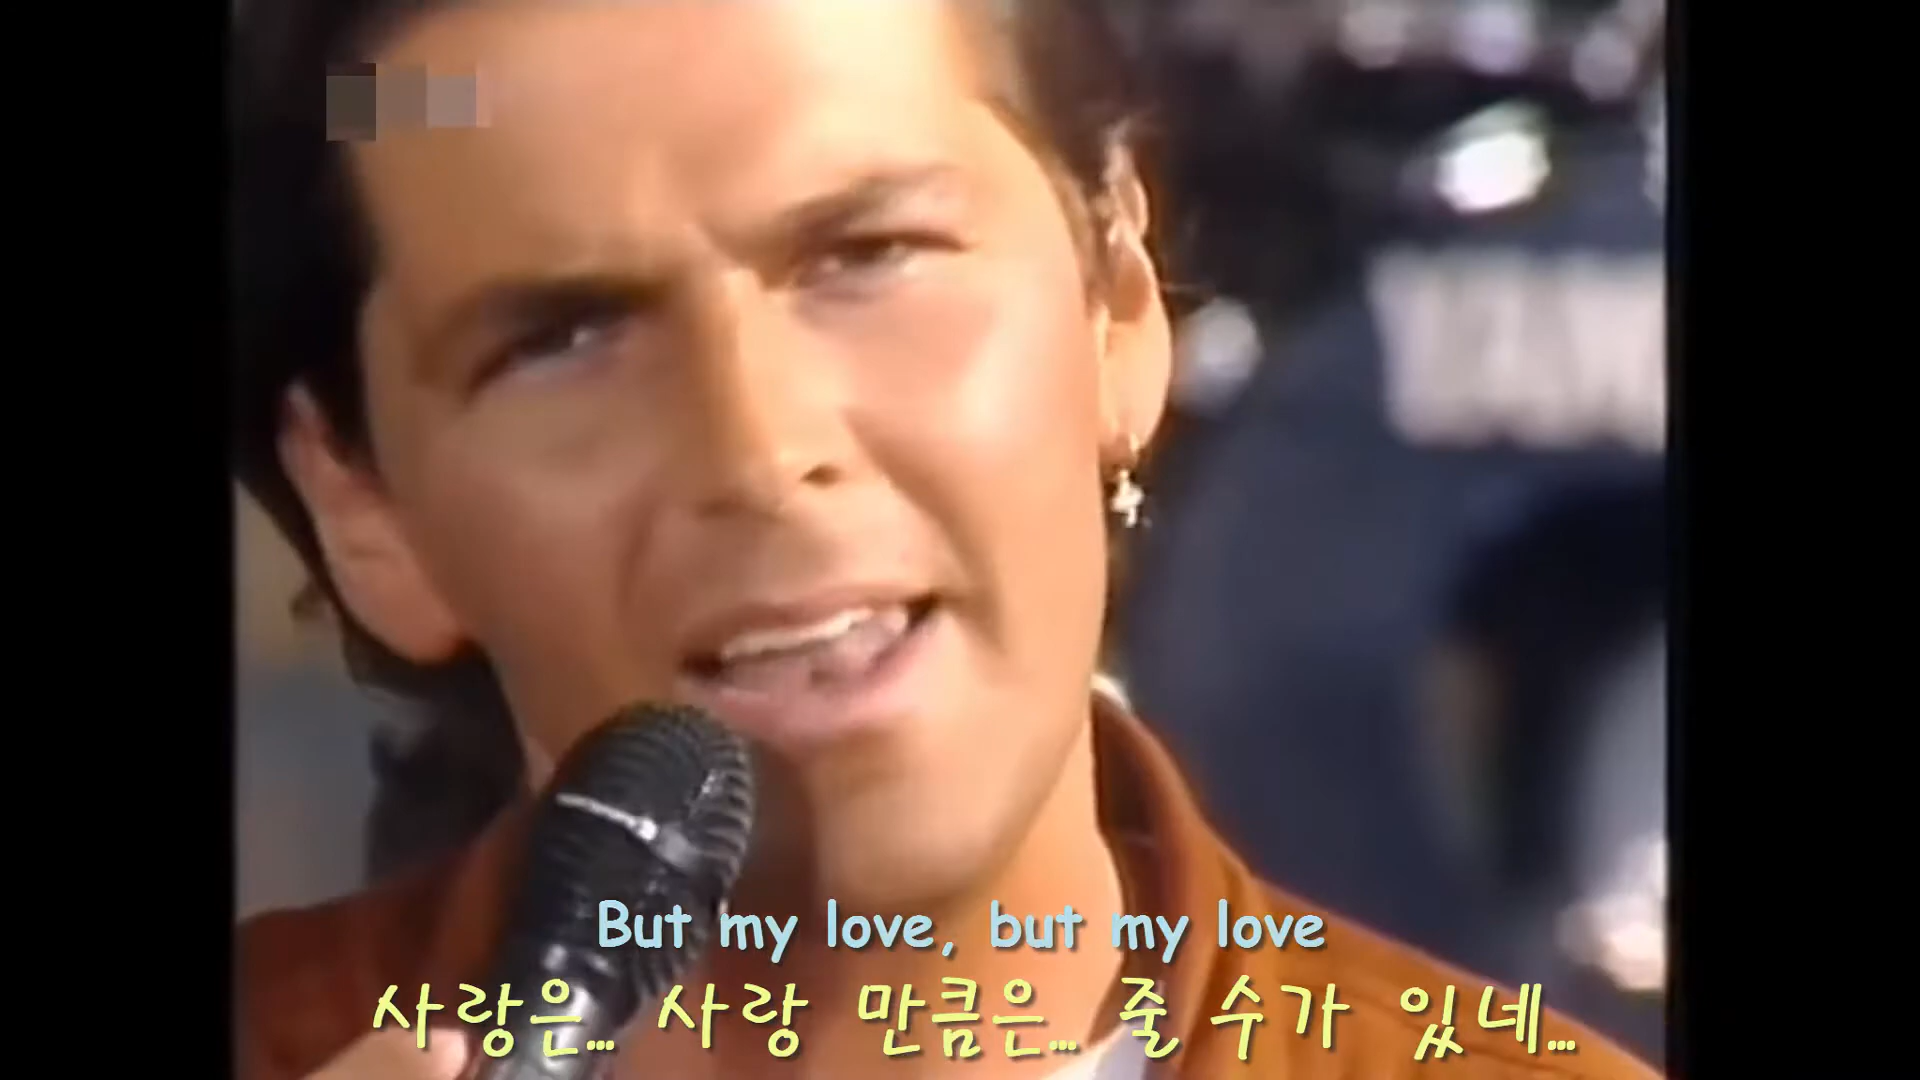 But my love, but my love
사랑은... 사랑 만큼은... 줄 수가 있네...